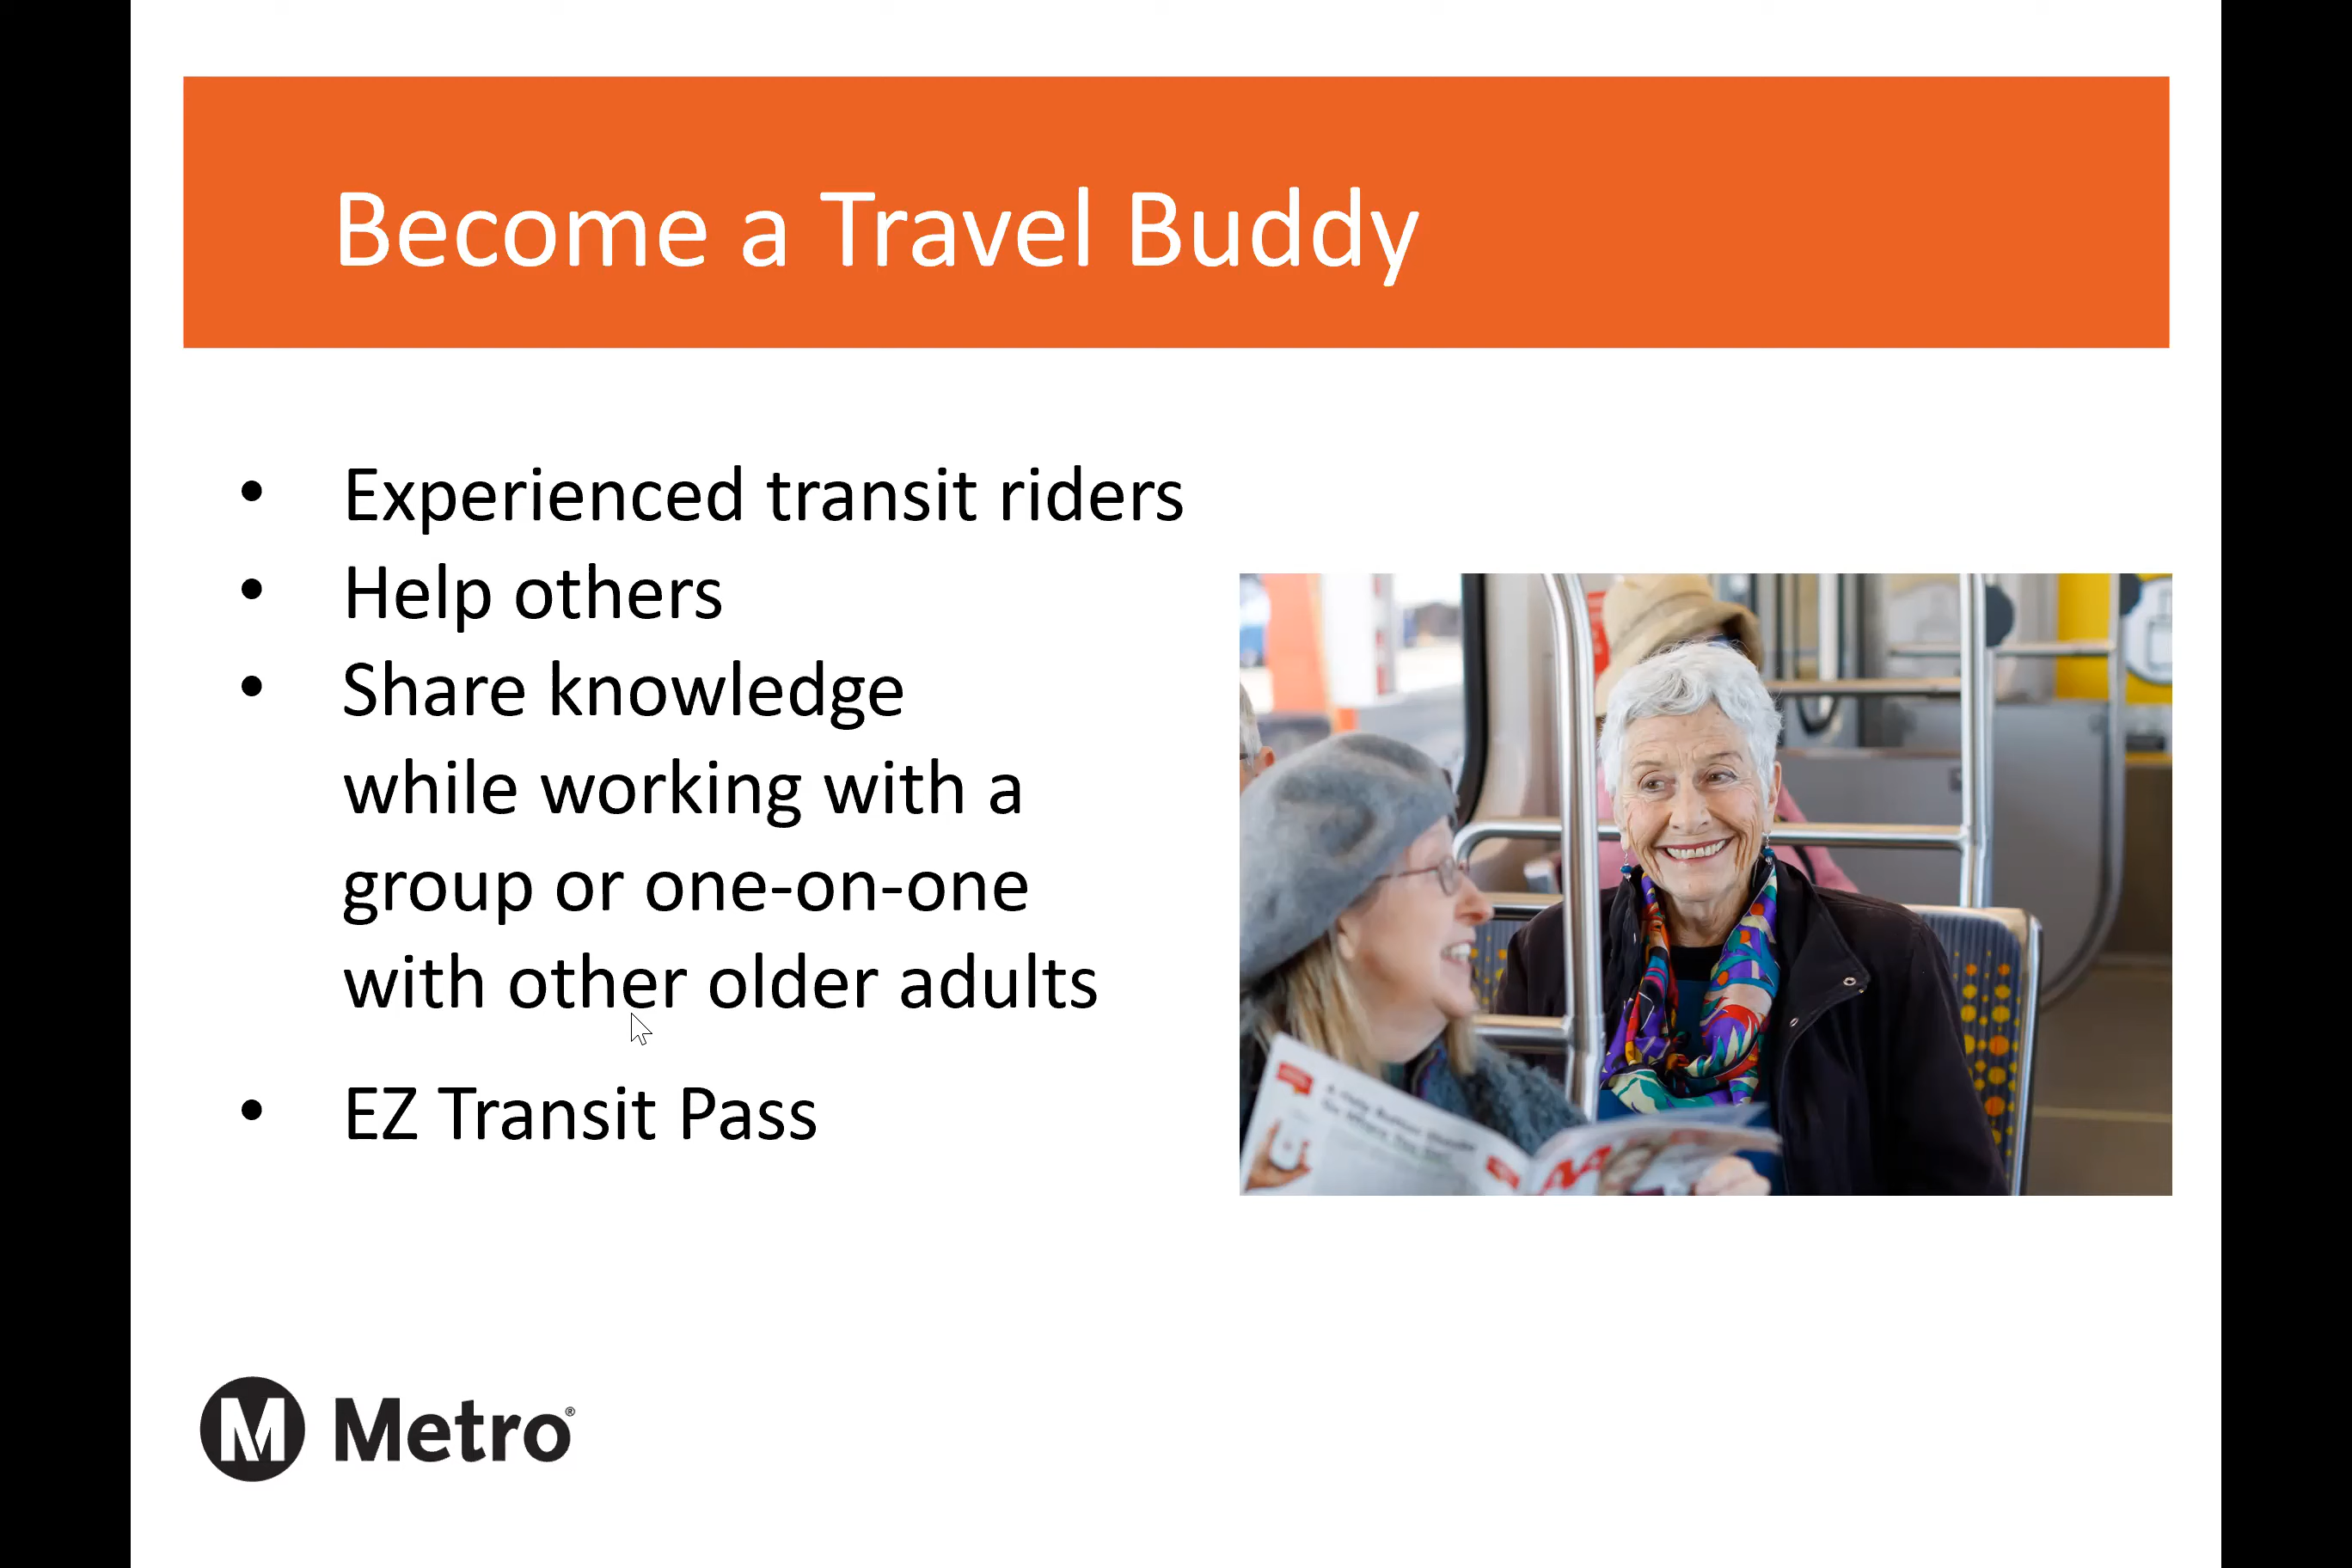 Become a Travel Buddy
• Experienced transit riders
• Help others
• Share knowledge
while working with a
group or one-on-one
with other older adults
• EZ Transit Pass
M Metro®